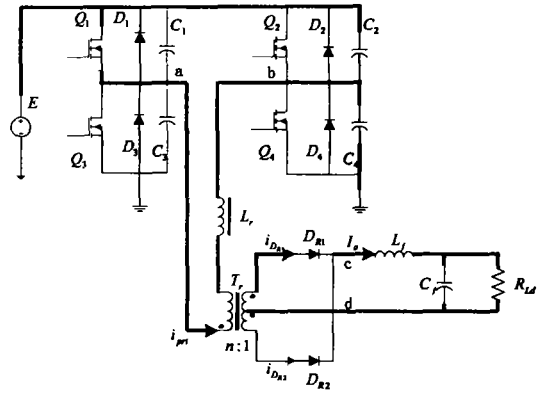 Q1 D1 C1 Q2 D2 C2
a b
E
Q3 D3 C3 Q4 D4 C4
Lr
iDR1 DR1 Io Lf
c
Tr Cf RLd
d
ipri n:1
iDR2 DR2